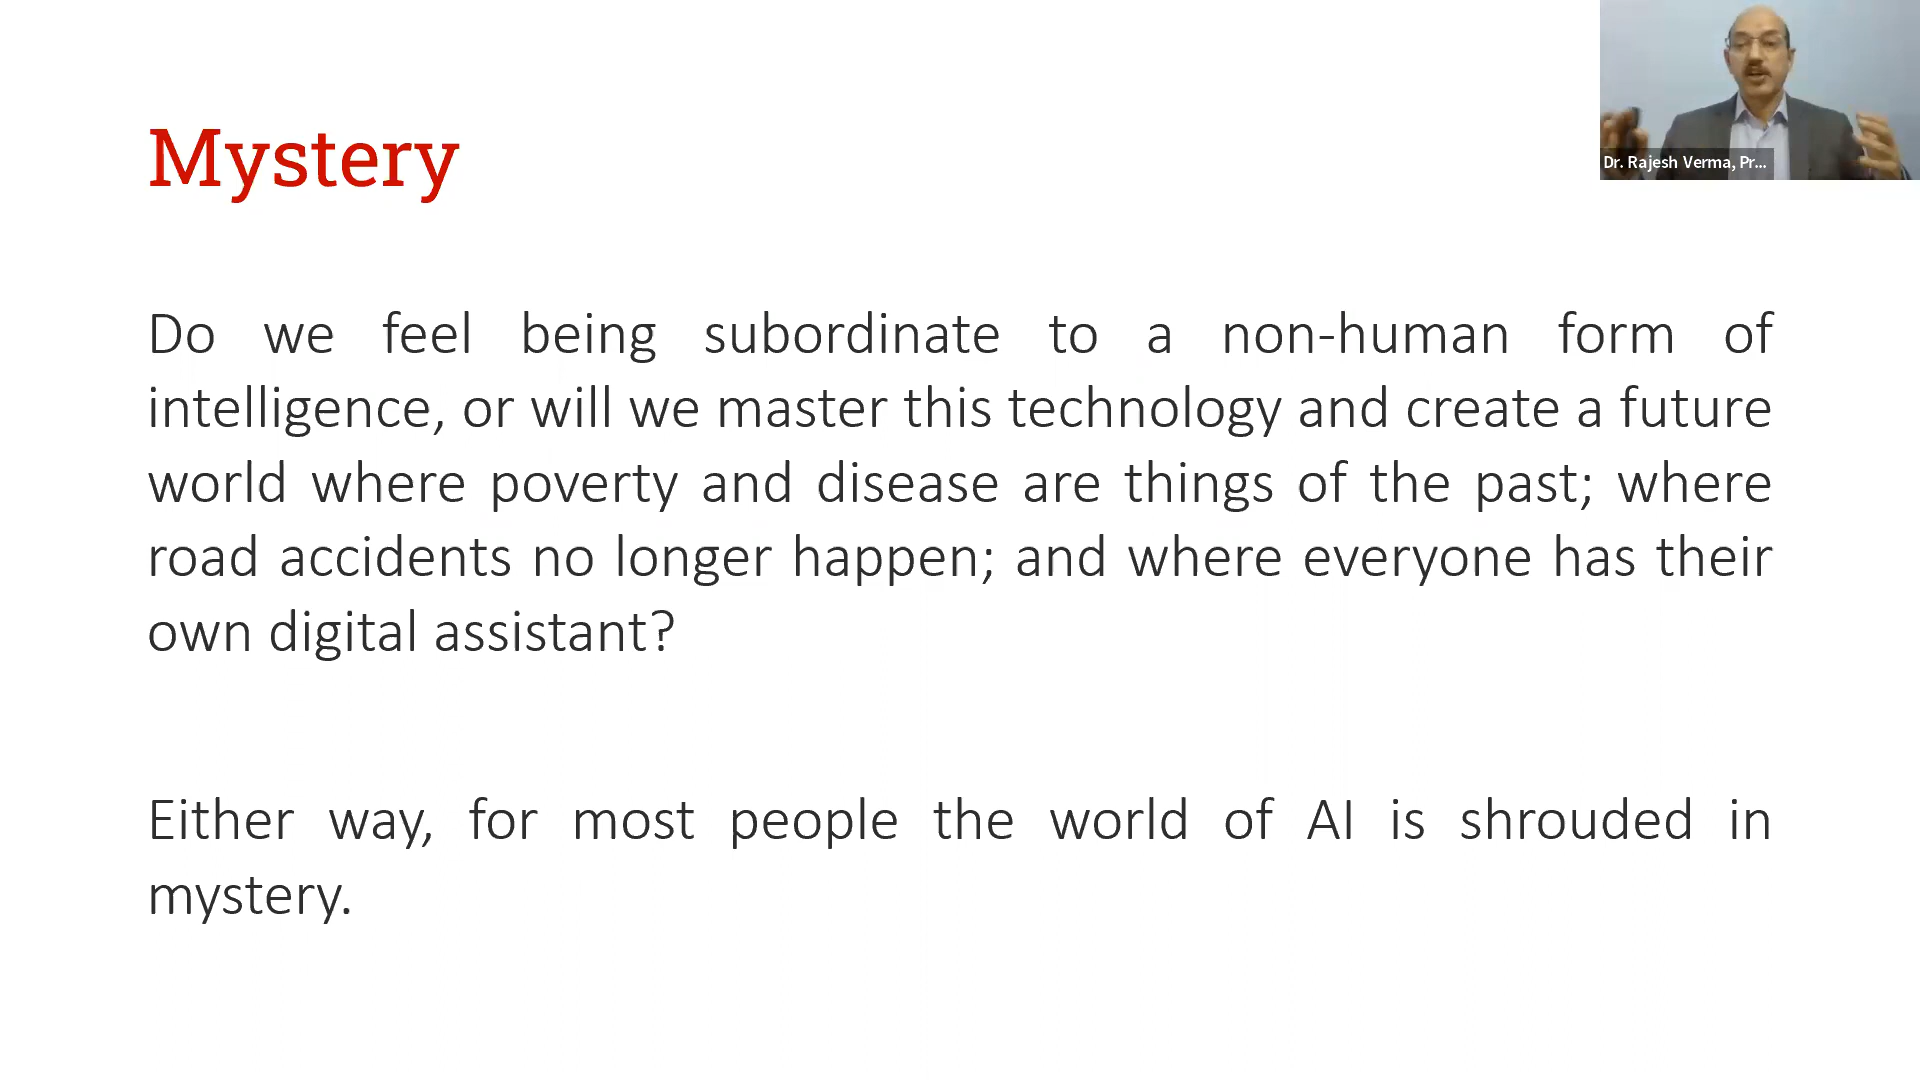 Mystery
Dr. Rajesh Verma, Pr...
Do we feel being subordinate to a non-human form of
intelligence, or will we master this technology and create a future
world where poverty and disease are things of the past; where
road accidents no longer happen; and where everyone has their
own digital assistant?
Either way, for most people the world of AI is shrouded in
mystery.